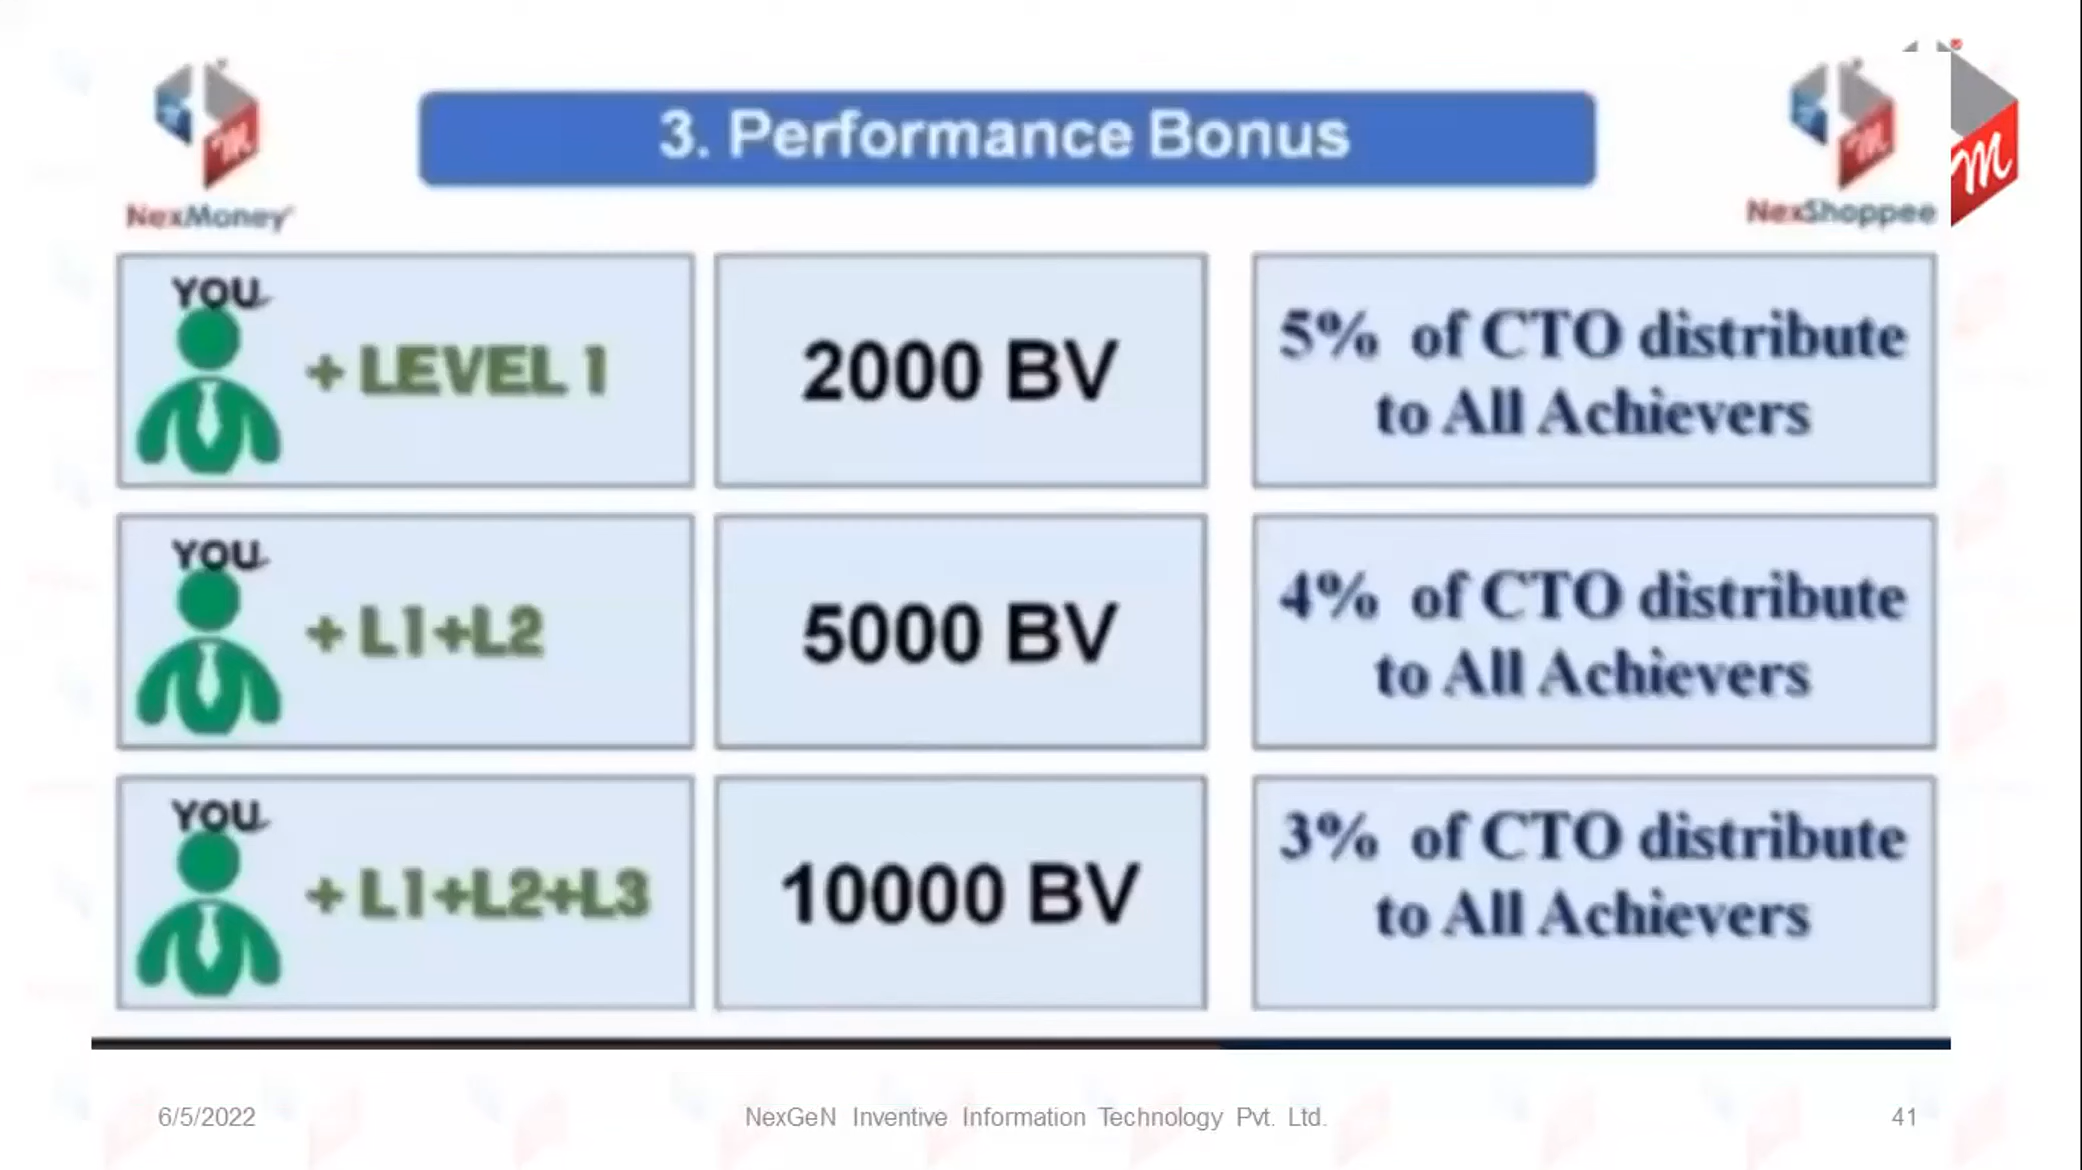 3. Performance Bonus
NexMoney
NexShoppee
YOU
+ LEVEL 1
2000 BV
5% of CTO distribute
to All Achievers
YOU
+ L1+L2
5000 BV
4% of CTO distribute
to All Achievers
YOU
+ L1+L2+L3
10000 BV
3% of CTO distribute
to All Achievers
6/5/2022
NexGeN Inventive Information Technology Pvt. Ltd.
41